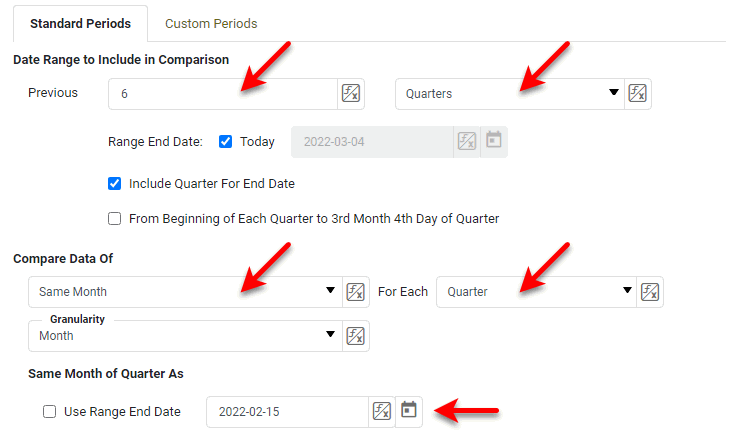 Standard Periods Custom Periods
Date Range to Include in Comparison
Previous 6 Quarters
Range End Date: Today 2022-03-04
Include Quarter For End Date
From Beginning of Each Quarter to 3rd Month 4th Day of Quarter
Compare Data Of
Same Month For Each Quarter
Granularity
Month
Same Month of Quarter As
Use Range End Date 2022-02-15